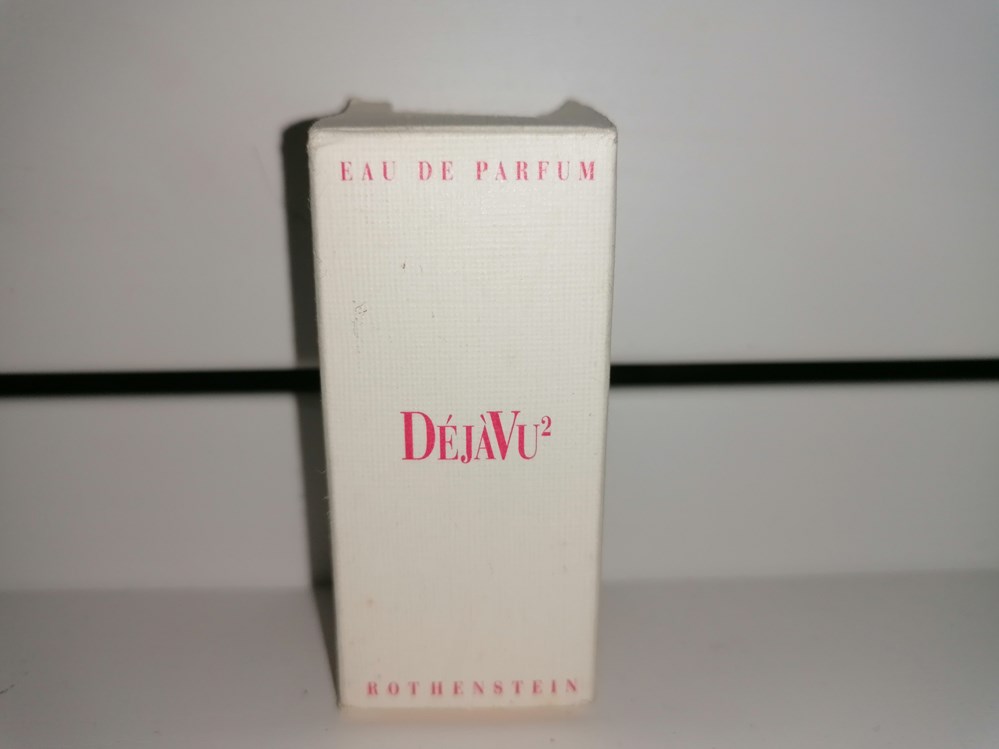 EAU DE PARFUM
DÉJÀVU²
ROTHENSTEIN